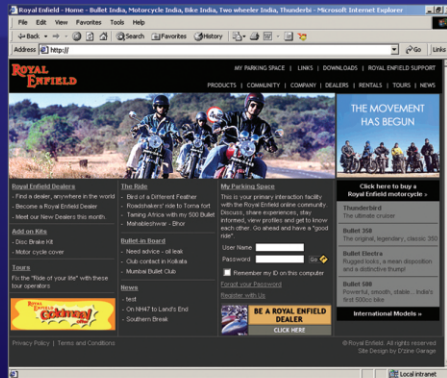 Royal Enfield - Home - Bullet India, Motorcycle India, Bike India, Two wheeler India, Thunderbi - Microsoft Internet Explorer
File Edit View Favorites Tools Help
Back Search Favorites History
Address http:// Go Links
ROYAL ENFIELD
MY PARKING SPACE | LINKS | DOWNLOADS | ROYAL ENFIELD SUPPORT
PRODUCTS | COMMUNITY | COMPANY | DEALERS | RENTALS | TOURS | NEWS
THE MOVEMENT
HAS BEGUN
Click here to buy a
Royal Enfield motorcycle
Thunderbird
The ultimate cruiser
Bullet 350
The original, legendary, classic 350
Bullet Electra
Rugged looks, a mean disposition
and a distinctive thump!
Bullet 500
Powerful, smooth, stable...India's
first 500cc bike
International Models »
Royal Enfield Dealers
- Find a dealer, anywhere in the world
- Become a Royal Enfield Dealer
- Meet our New Dealers this month.
Add on Kits
- Disc Brake Kit
- Motor cycle cover
Tours
Fix the "Ride of your life" with these
tour operators
Royal Enfield
Goldmail
offer
The Ride
- Bird of a Different Feather
- Roadshakers' ride to Torna fort
- Taming Africa with my 500 Bullet
- Mahableshwar - Bhor
Bullet-in Board
- Need advice - oil leak
- Club contact in Kolkata
- Mumbai Bullet Club
News
- test
- On NH47 to Land's End
- Southern Break
My Parking Space
This is your primary interaction facility
with the Royal Enfield online community.
Discuss, share experiences, stay
informed, view profiles and get to know
each other. Go ahead and have a "good
ride".
User Name
Password Go
Remember my ID on this computer
Forgot your Password
Register with Us
BE A ROYAL ENFIELD
DEALER
CLICK HERE
Privacy Policy | Terms and Conditions
© Royal Enfield. All rights reserved
Site Design by D'zine Garage
Local intranet